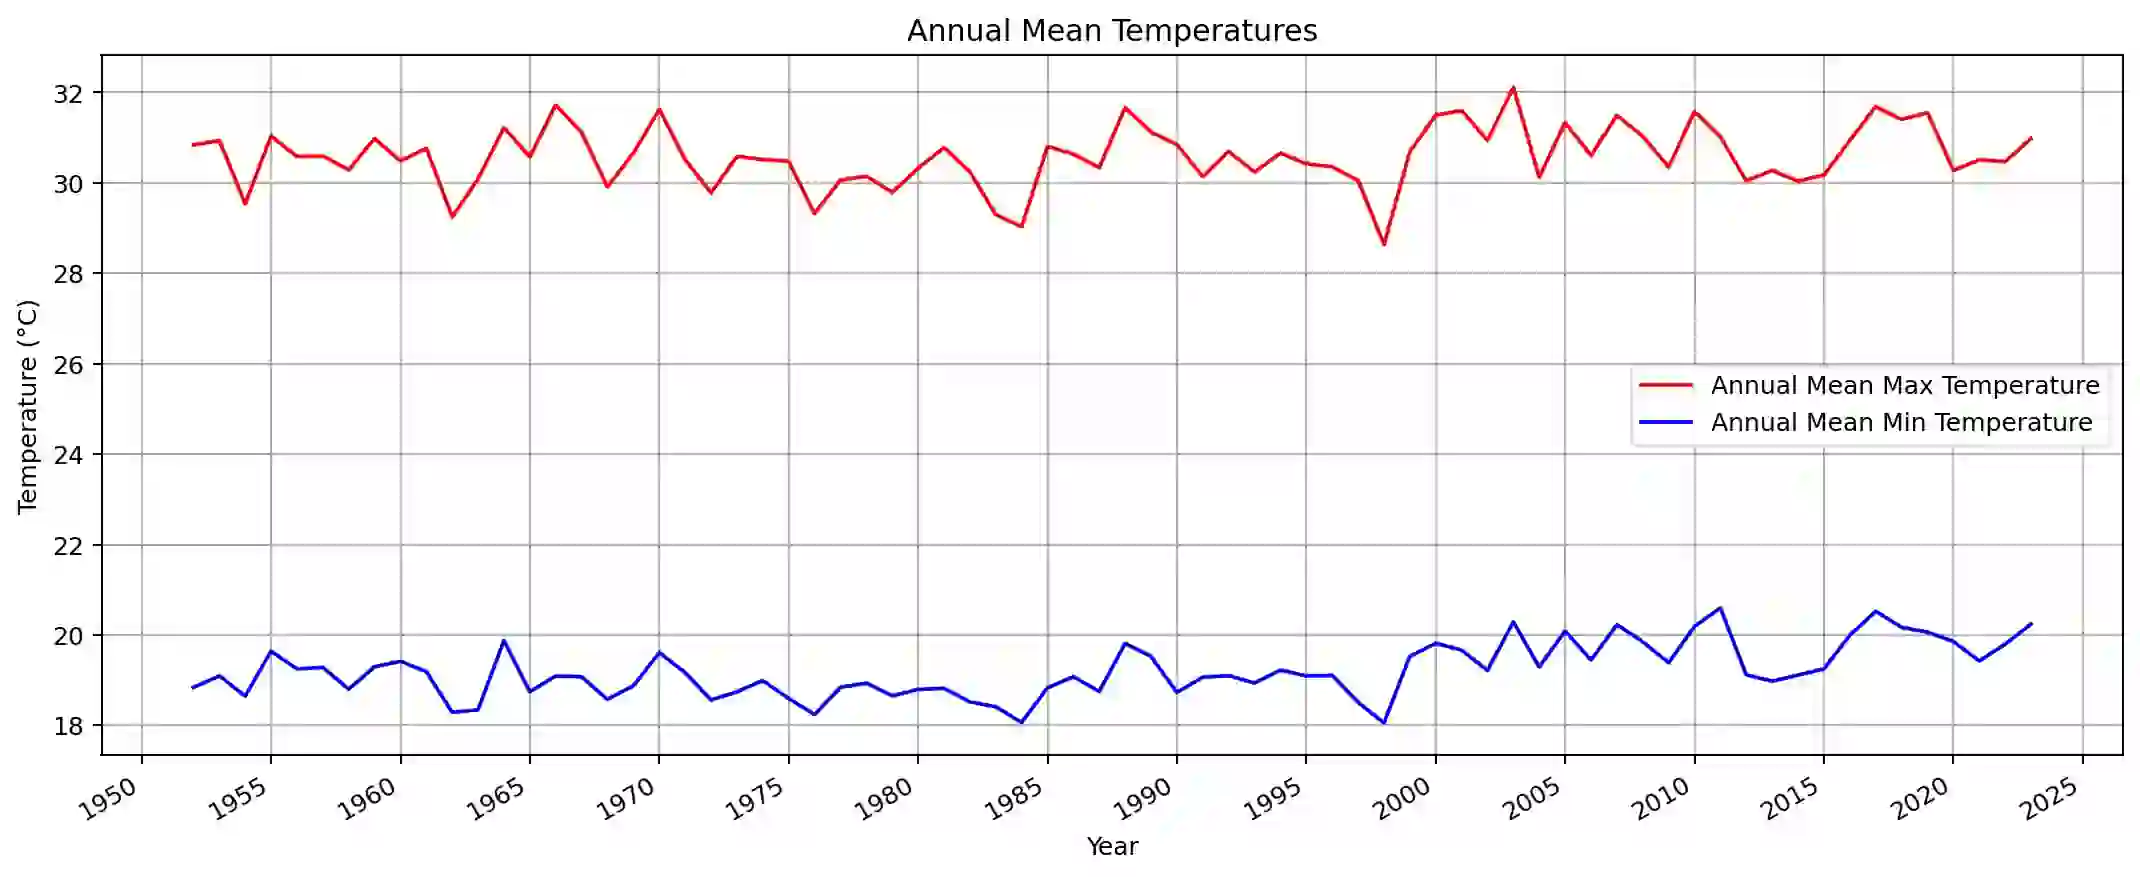 Annual Mean Temperatures
32
30
28
26
24
22
20
18
Temperature (°C)
Annual Mean Max Temperature
Annual Mean Min Temperature
1950 1955 1960 1965 1970 1975 1980 1985 1990 1995 2000 2005 2010 2015 2020 2025
Year